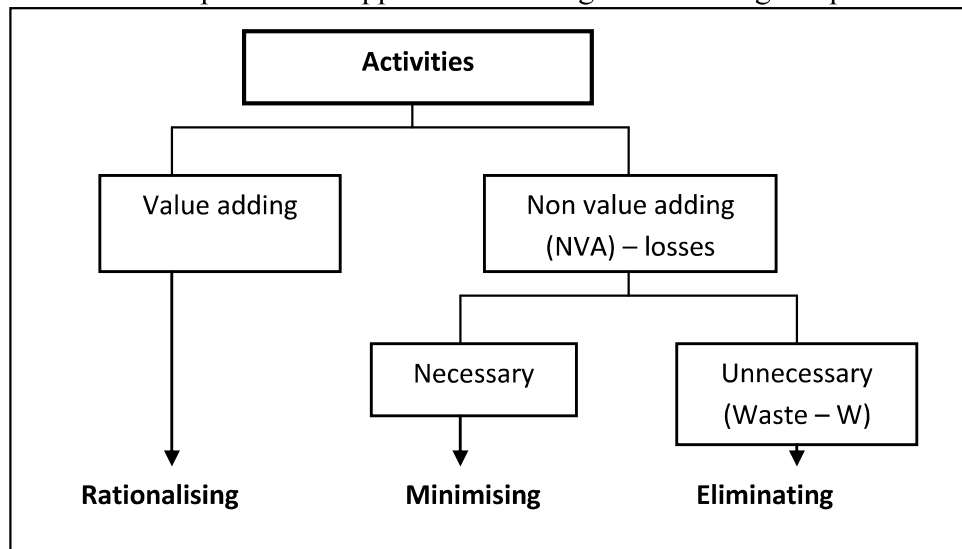 Activities
Value adding
Non value adding
(NVA) – losses
Necessary
Unnecessary
(Waste – W)
Rationalising
Minimising
Eliminating